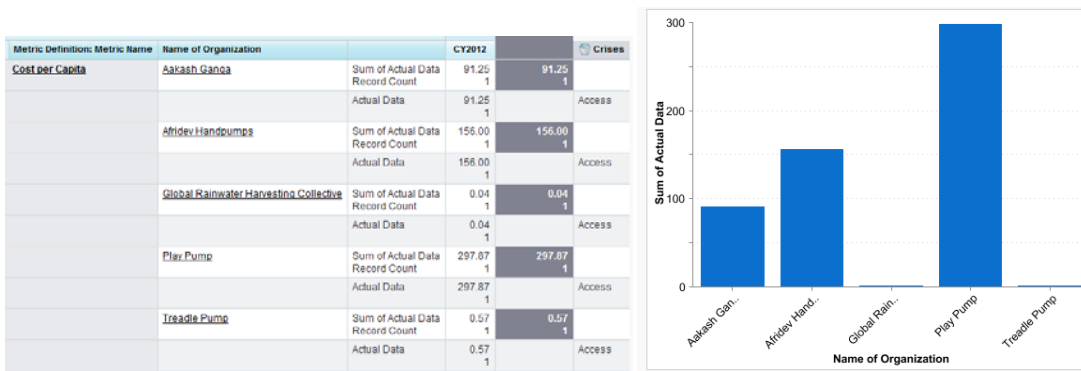 Metric Definition: Metric Name Name of Organization CY2012 Crises
Cost per Capita Aakash Ganga Sum of Actual Data 91.25 91.25
Record Count 1 1
Actual Data 91.25 Access
1
Afridev Handpumps Sum of Actual Data 156.00 156.00
Record Count 1 1
Actual Data 156.00 Access
1
Global Rainwater Harvesting Collective Sum of Actual Data 0.04 0.04
Record Count 1 1
Actual Data 0.04 Access
1
Play Pump Sum of Actual Data 297.87 297.87
Record Count 1 1
Actual Data 297.87 Access
1
Treadle Pump Sum of Actual Data 0.57 0.57
Record Count 1 1
Actual Data 0.57 Access
1
Sum of Actual Data
300
200
100
0
Aakash Gan..
Afridev Hand..
Global Rain..
Play Pump
Treadle Pump
Name of Organization